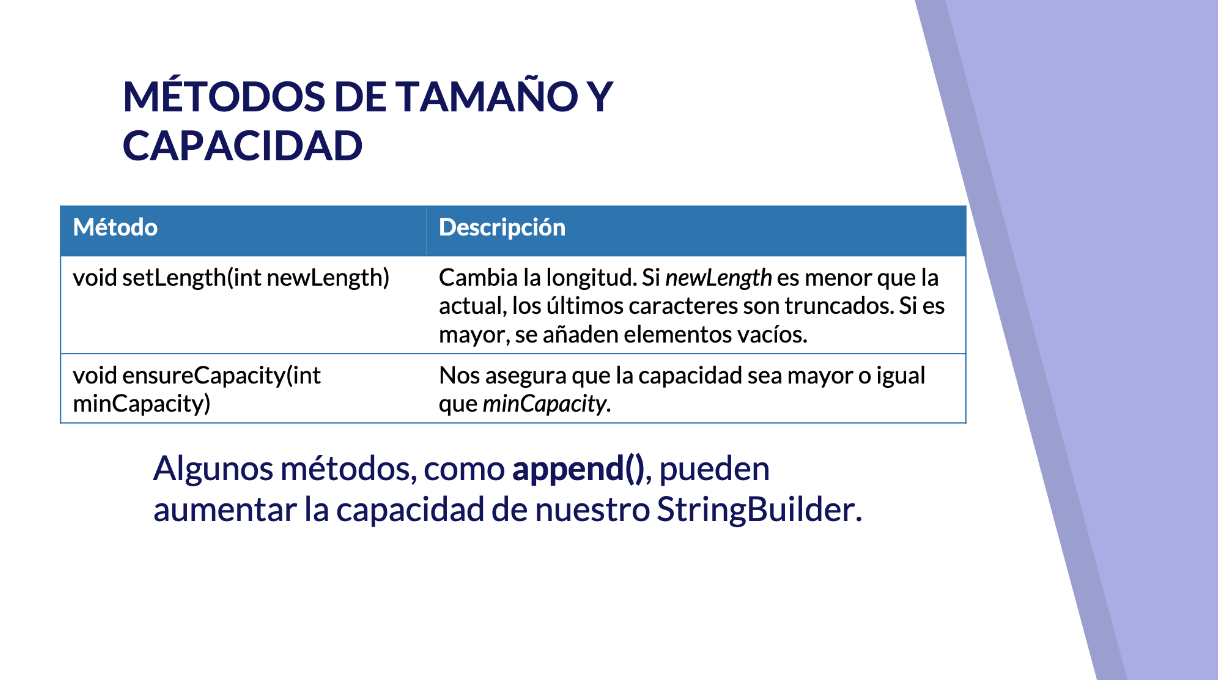 MÉTODOS DE TAMAÑO Y
CAPACIDAD
Método
Descripción
void setLength(int newLength)
Cambia la longitud. Si newLength es menor que la
actual, los últimos caracteres son truncados. Si es
mayor, se añaden elementos vacíos.
void ensureCapacity(int
minCapacity)
Nos asegura que la capacidad sea mayor o igual
que minCapacity.
Algunos métodos, como append(), pueden
aumentar la capacidad de nuestro StringBuilder.